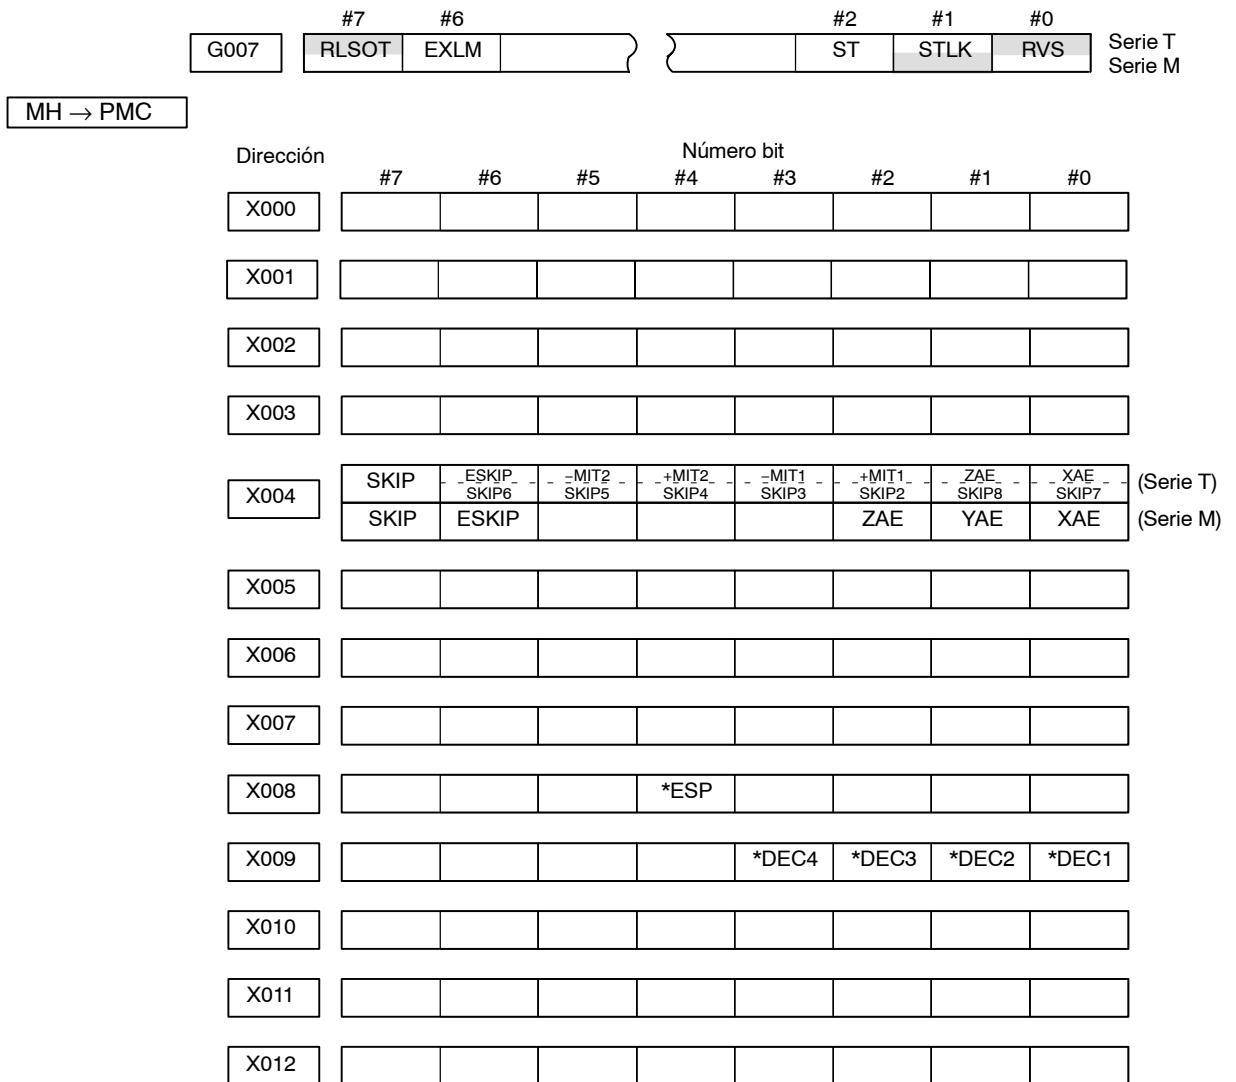 #7 #6 #2 #1 #0
G007 RLSOT EXLM ST STLK RVS Serie T
Serie M
MH → PMC
Dirección Número bit
#7 #6 #5 #4 #3 #2 #1 #0
X000
X001
X002
X003
X004 SKIP ESKIP –MIT2 +MIT2 –MIT1 +MIT1 ZAE XAE (Serie T)
SKIP6 SKIP5 SKIP4 SKIP3 SKIP2 SKIP8 SKIP7
SKIP ESKIP ZAE YAE XAE (Serie M)
X005
X006
X007
X008 *ESP
X009 *DEC4 *DEC3 *DEC2 *DEC1
X010
X011
X012